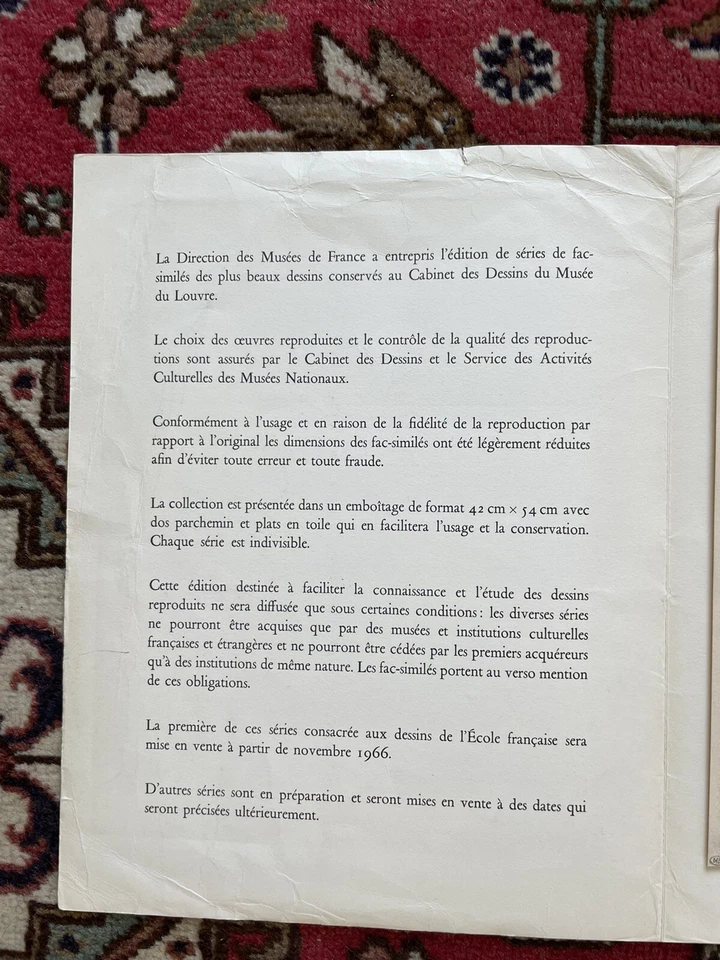 La Direction des Musées de France a entrepris l'édition de séries de fac-
similés des plus beaux dessins conservés au Cabinet des Dessins du Musée
du Louvre.
Le choix des œuvres reproduites et le contrôle de la qualité des reproduc-
tions sont assurés par le Cabinet des Dessins et le Service des Activités
Culturelles des Musées Nationaux.
Conformément à l'usage et en raison de la fidélité de la reproduction par
rapport à l'original les dimensions des fac-similés ont été légèrement réduites
afin d'éviter toute erreur et toute fraude.
La collection est présentée dans un emboîtage de format 42 cm × 54 cm avec
dos parchemin et plats en toile qui en facilitera l'usage et la conservation.
Chaque série est indivisible.
Cette édition destinée à faciliter la connaissance et l'étude des dessins
reproduits ne sera diffusée que sous certaines conditions : les diverses séries
ne pourront être acquises que par des musées et institutions culturelles
françaises et étrangères et ne pourront être cédées par les premiers acquéreurs
qu'à des institutions de même nature. Les fac-similés portent au verso mention
de ces obligations.
La première de ces séries consacrée aux dessins de l'École française sera
mise en vente à partir de novembre 1966.
D'autres séries sont en préparation et seront mises en vente à des dates qui
seront précisées ultérieurement.